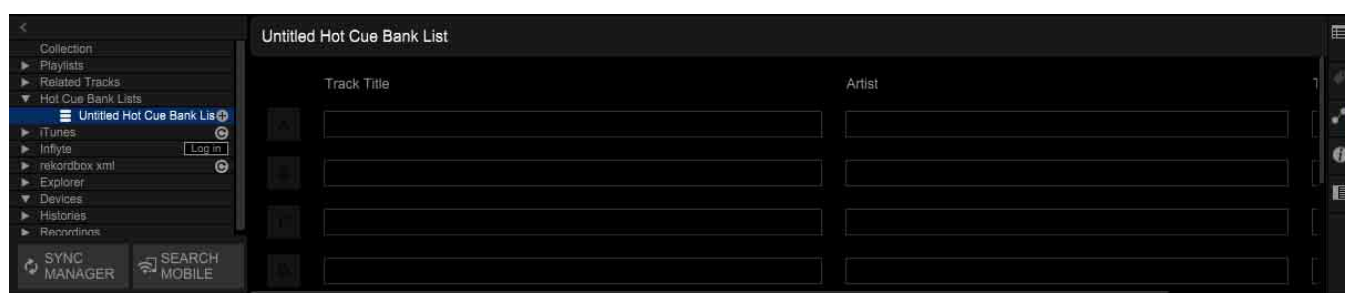 <
Collection
Playlists
Related Tracks
Hot Cue Bank Lists
Untitled Hot Cue Bank Lis
iTunes
Inflyte Log in
rekordbox xml
Explorer
Devices
Histories
Recordings
SYNC
MANAGER
SEARCH
MOBILE
Untitled Hot Cue Bank List
Track Title Artist
A